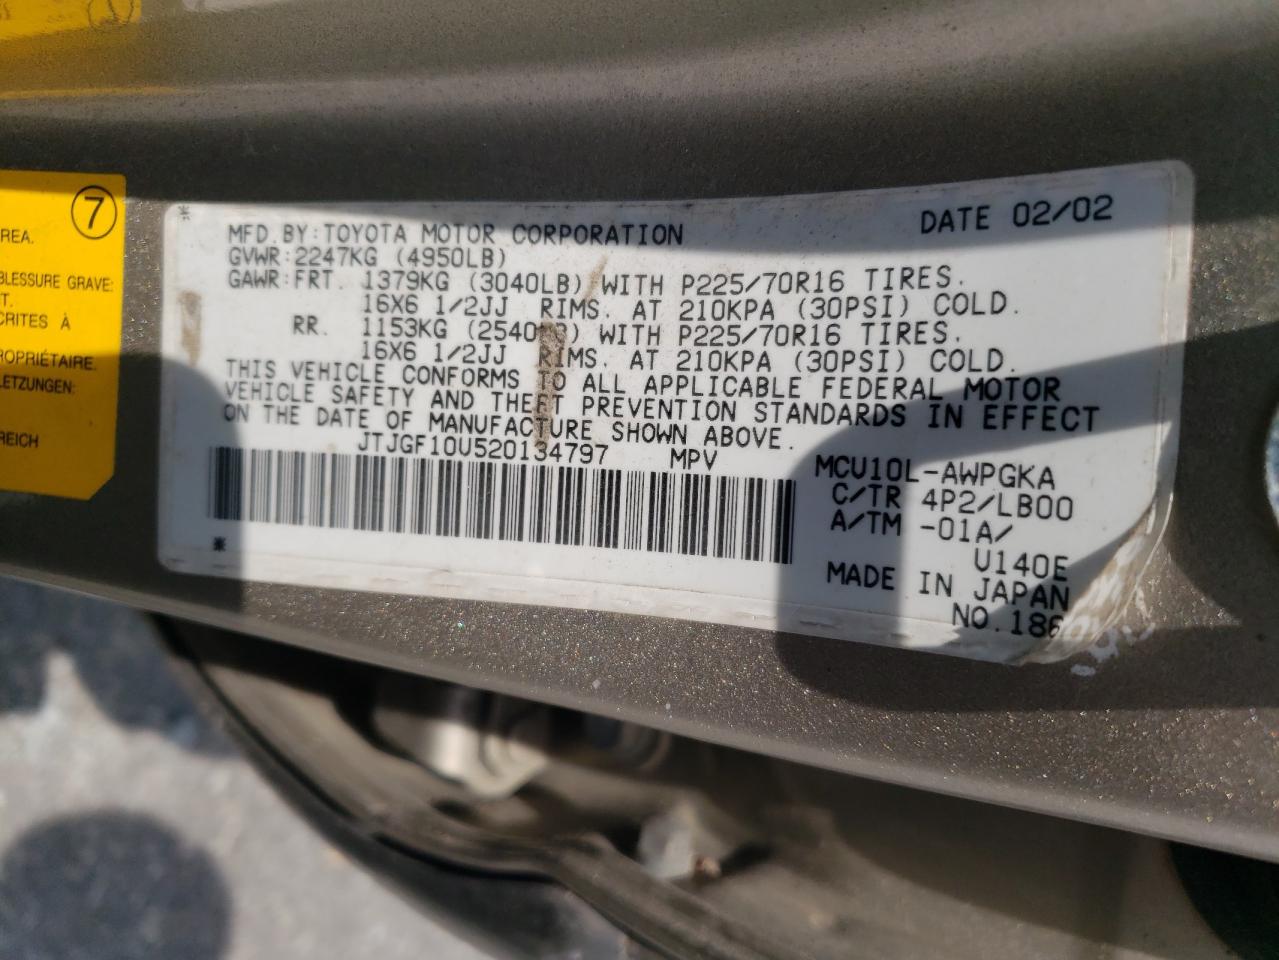 7
REA.
BLESSURE GRAVE:
T.
CRITES À
ROPRIÉTAIRE.
LETZUNGEN:
REICH
* DATE 02/02
MFD.BY:TOYOTA MOTOR CORPORATION
GVWR:2247KG (4950LB)
GAWR:FRT. 1379KG (3040LB) WITH P225/70R16 TIRES.
16X6 1/2JJ RIMS. AT 210KPA (30PSI) COLD.
RR. 1153KG (2540LB) WITH P225/70R16 TIRES.
16X6 1/2JJ RIMS. AT 210KPA (30PSI) COLD.
THIS VEHICLE CONFORMS TO ALL APPLICABLE FEDERAL MOTOR
VEHICLE SAFETY AND THEFT PREVENTION STANDARDS IN EFFECT
ON THE DATE OF MANUFACTURE SHOWN ABOVE.
JTJGF10U520134797 MPV
MCU10L-AWPGKA
C/TR 4P2/LB00
A/TM -01A/
U140E
* MADE IN JAPAN
NO.186